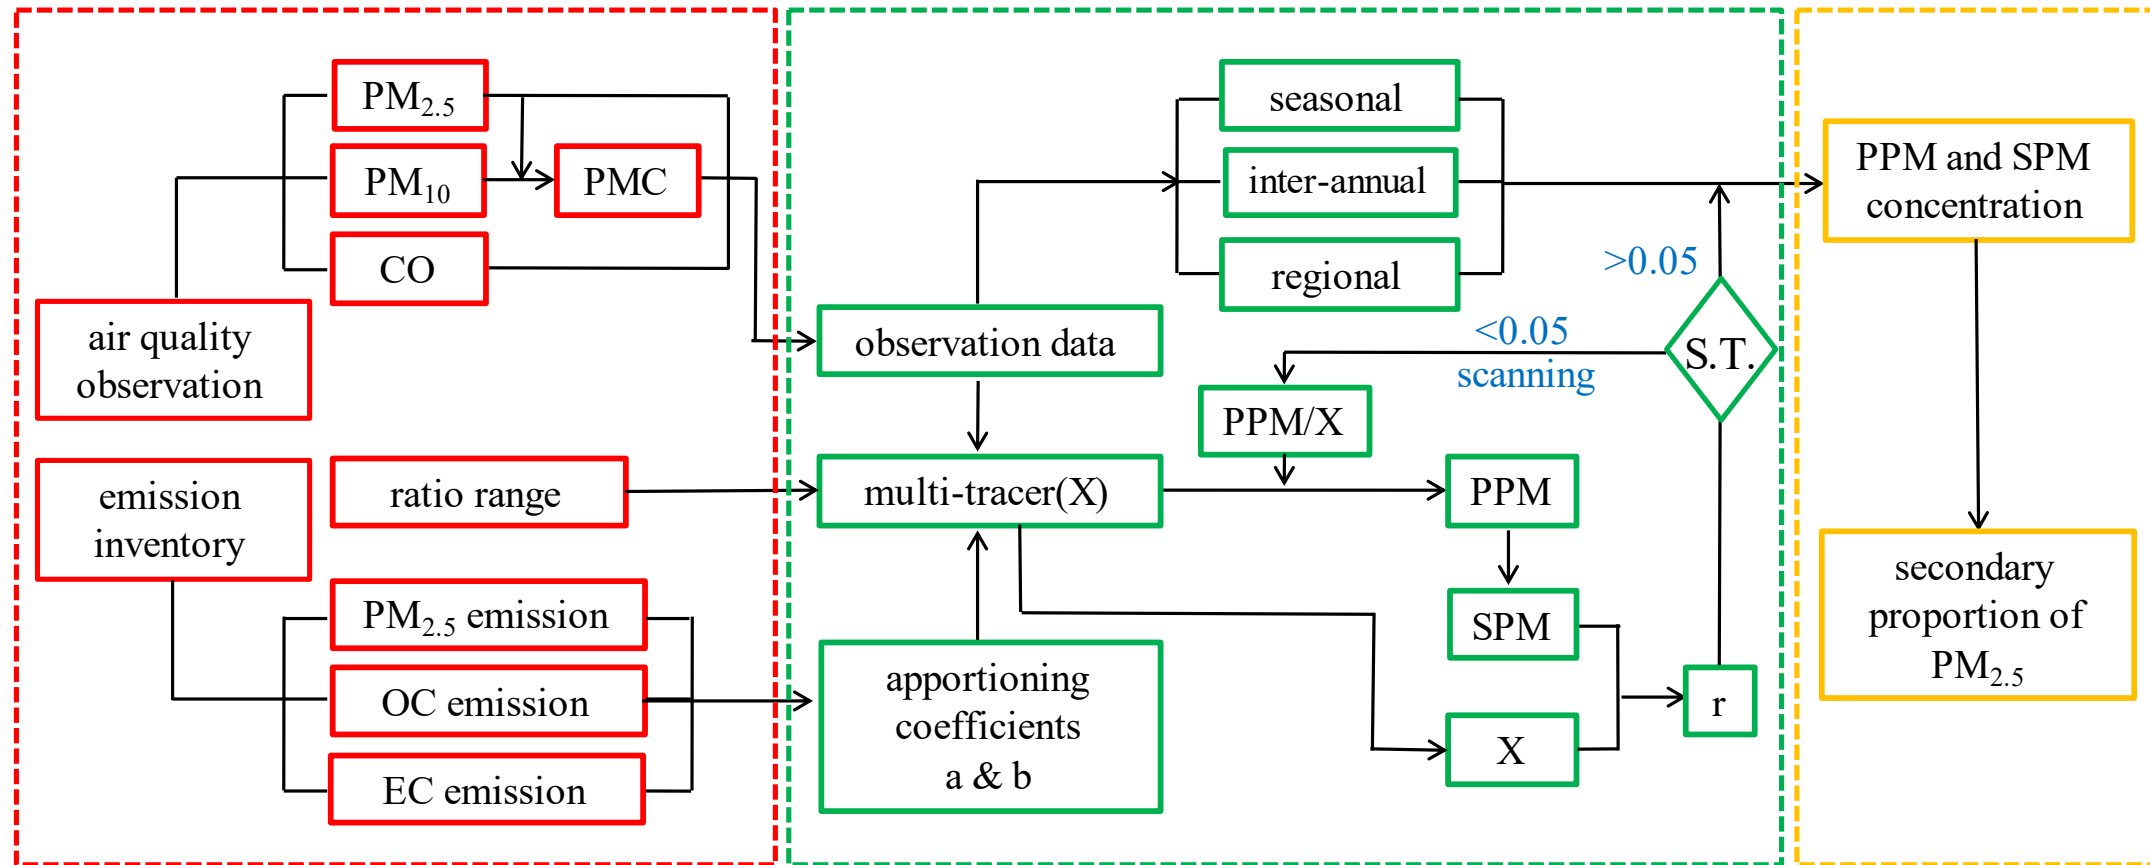 PM2.5
PM10
PMC
CO
air quality
observation
emission
inventory
ratio range
PM2.5 emission
OC emission
EC emission
seasonal
inter-annual
regional
observation data
>0.05
<0.05
scanning
S.T.
PPM/X
multi-tracer(X)
PPM
SPM
apportioning
coefficients
a & b
X
r
PPM and SPM
concentration
secondary
proportion of
PM2.5